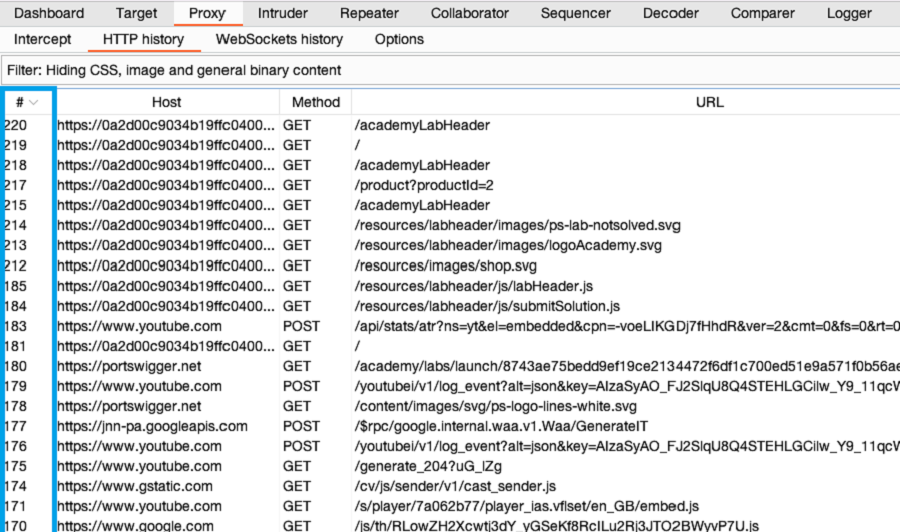 Dashboard Target Proxy Intruder Repeater Collaborator Sequencer Decoder Comparer Logger
Intercept HTTP history WebSockets history Options
Filter: Hiding CSS, image and general binary content
# Host Method URL
220 https://0a2d00c9034b19ffc0400... GET /academyLabHeader
219 https://0a2d00c9034b19ffc0400... GET /
218 https://0a2d00c9034b19ffc0400... GET /academyLabHeader
217 https://0a2d00c9034b19ffc0400... GET /product?productId=2
215 https://0a2d00c9034b19ffc0400... GET /academyLabHeader
214 https://0a2d00c9034b19ffc0400... GET /resources/labheader/images/ps-lab-notsolved.svg
213 https://0a2d00c9034b19ffc0400... GET /resources/labheader/images/logoAcademy.svg
212 https://0a2d00c9034b19ffc0400... GET /resources/images/shop.svg
185 https://0a2d00c9034b19ffc0400... GET /resources/labheader/js/labHeader.js
184 https://0a2d00c9034b19ffc0400... GET /resources/labheader/js/submitSolution.js
183 https://www.youtube.com POST /api/stats/atr?ns=yt&el=embedded&cpn=-voeLIKGDj7fHhdR&ver=2&cmt=0&fs=0&rt=0
181 https://0a2d00c9034b19ffc0400... GET /
180 https://portswigger.net GET /academy/labs/launch/8743ae75bedd9ef19ce2134472f6df1c700ed51e9a571f0b56ae
179 https://www.youtube.com POST /youtubei/v1/log_event?alt=json&key=AIzaSyAO_FJ2SlqU8Q4STEHLGCilw_Y9_11qcW
178 https://portswigger.net GET /content/images/svg/ps-logo-lines-white.svg
177 https://jnn-pa.googleapis.com POST /$rpc/google.internal.waa.v1.Waa/GenerateIT
176 https://www.youtube.com POST /youtubei/v1/log_event?alt=json&key=AIzaSyAO_FJ2SlqU8Q4STEHLGCilw_Y9_11qcW
175 https://www.youtube.com GET /generate_204?uG_lZg
174 https://www.gstatic.com GET /cv/js/sender/v1/cast_sender.js
171 https://www.youtube.com GET /s/player/7a062b77/player_ias.vflset/en_GB/embed.js
170 https://www.google.com GET /js/th/RLowZH2Xcwtj3dY_yGSeKf8RcILu2Rj3JTO2BWyvP7U.js